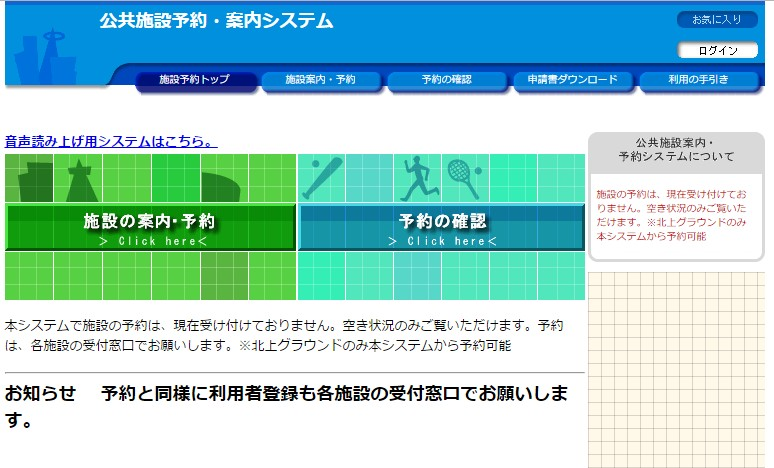 公共施設予約・案内システム
お気に入り
ログイン
施設予約トップ
施設案内・予約
予約の確認
申請書ダウンロード
利用の手引き
音声読み上げ用システムはこちら。
施設の案内・予約
> Click here<
予約の確認
> Click here<
本システムで施設の予約は、現在受け付けておりません。空き状況のみご覧いただけます。予約
は、各施設の受付窓口でお願いします。※北上グラウンドのみ本システムから予約可能
お知らせ　予約と同様に利用者登録も各施設の受付窓口でお願いしま
す。
公共施設案内・
予約システムについて
施設の予約は、現在受け付けてお
りません。空き状況のみご覧いた
だけます。※北上グラウンドのみ
本システムから予約可能